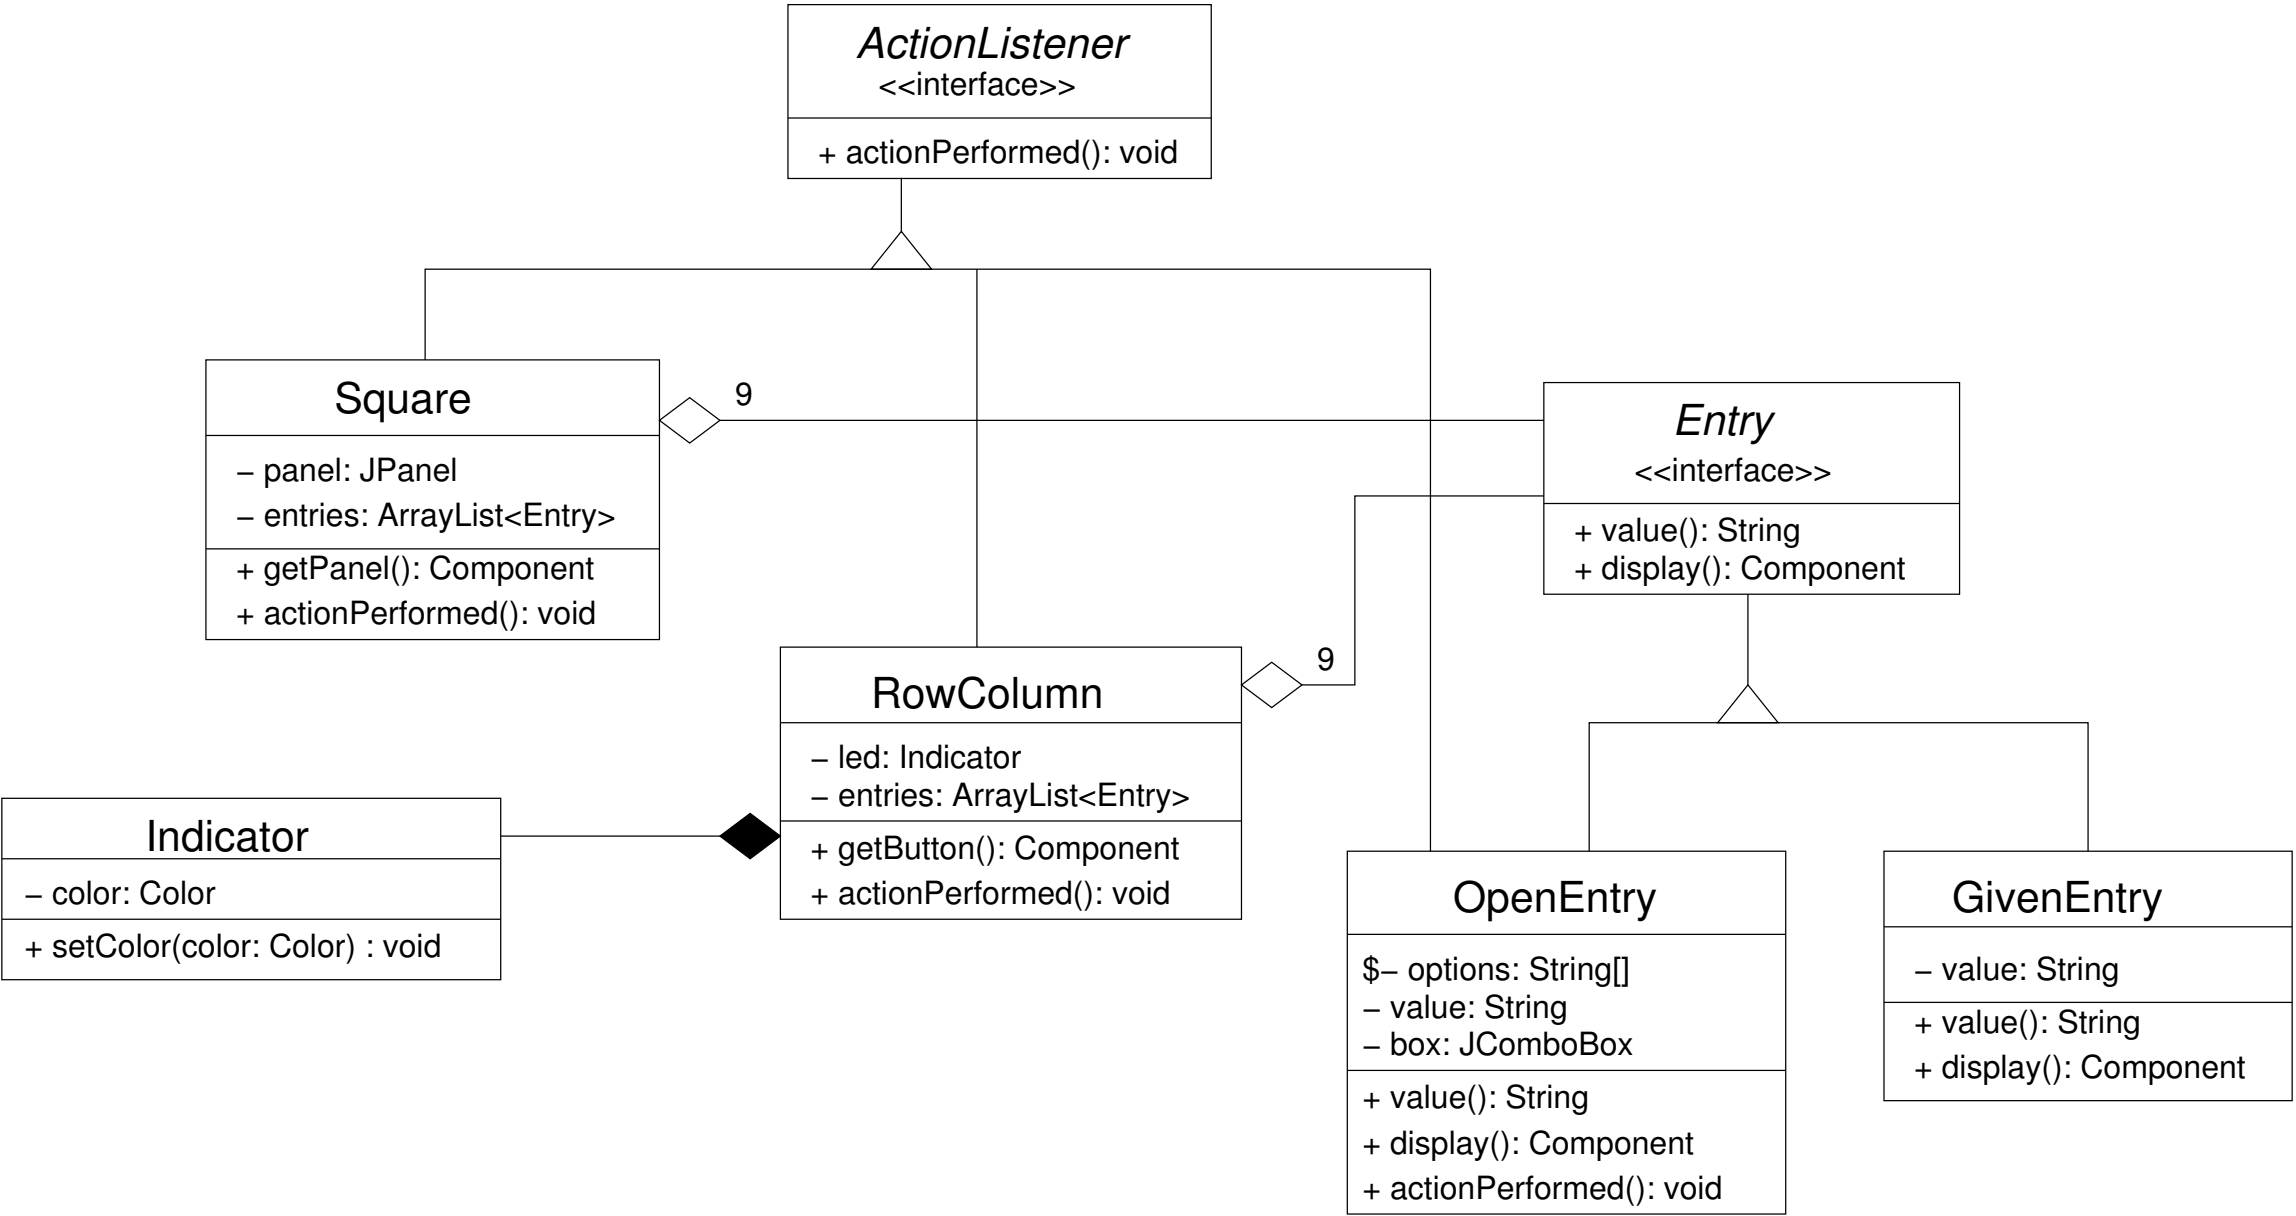 ActionListener
<<interface>>
+ actionPerformed(): void
Square
– panel: JPanel
– entries: ArrayList<Entry>
+ getPanel(): Component
+ actionPerformed(): void
9
Entry
<<interface>>
+ value(): String
+ display(): Component
RowColumn
– led: Indicator
– entries: ArrayList<Entry>
+ getButton(): Component
+ actionPerformed(): void
9
Indicator
– color: Color
+ setColor(color: Color) : void
OpenEntry
$– options: String[]
– value: String
– box: JComboBox
+ value(): String
+ display(): Component
+ actionPerformed(): void
GivenEntry
– value: String
+ value(): String
+ display(): Component